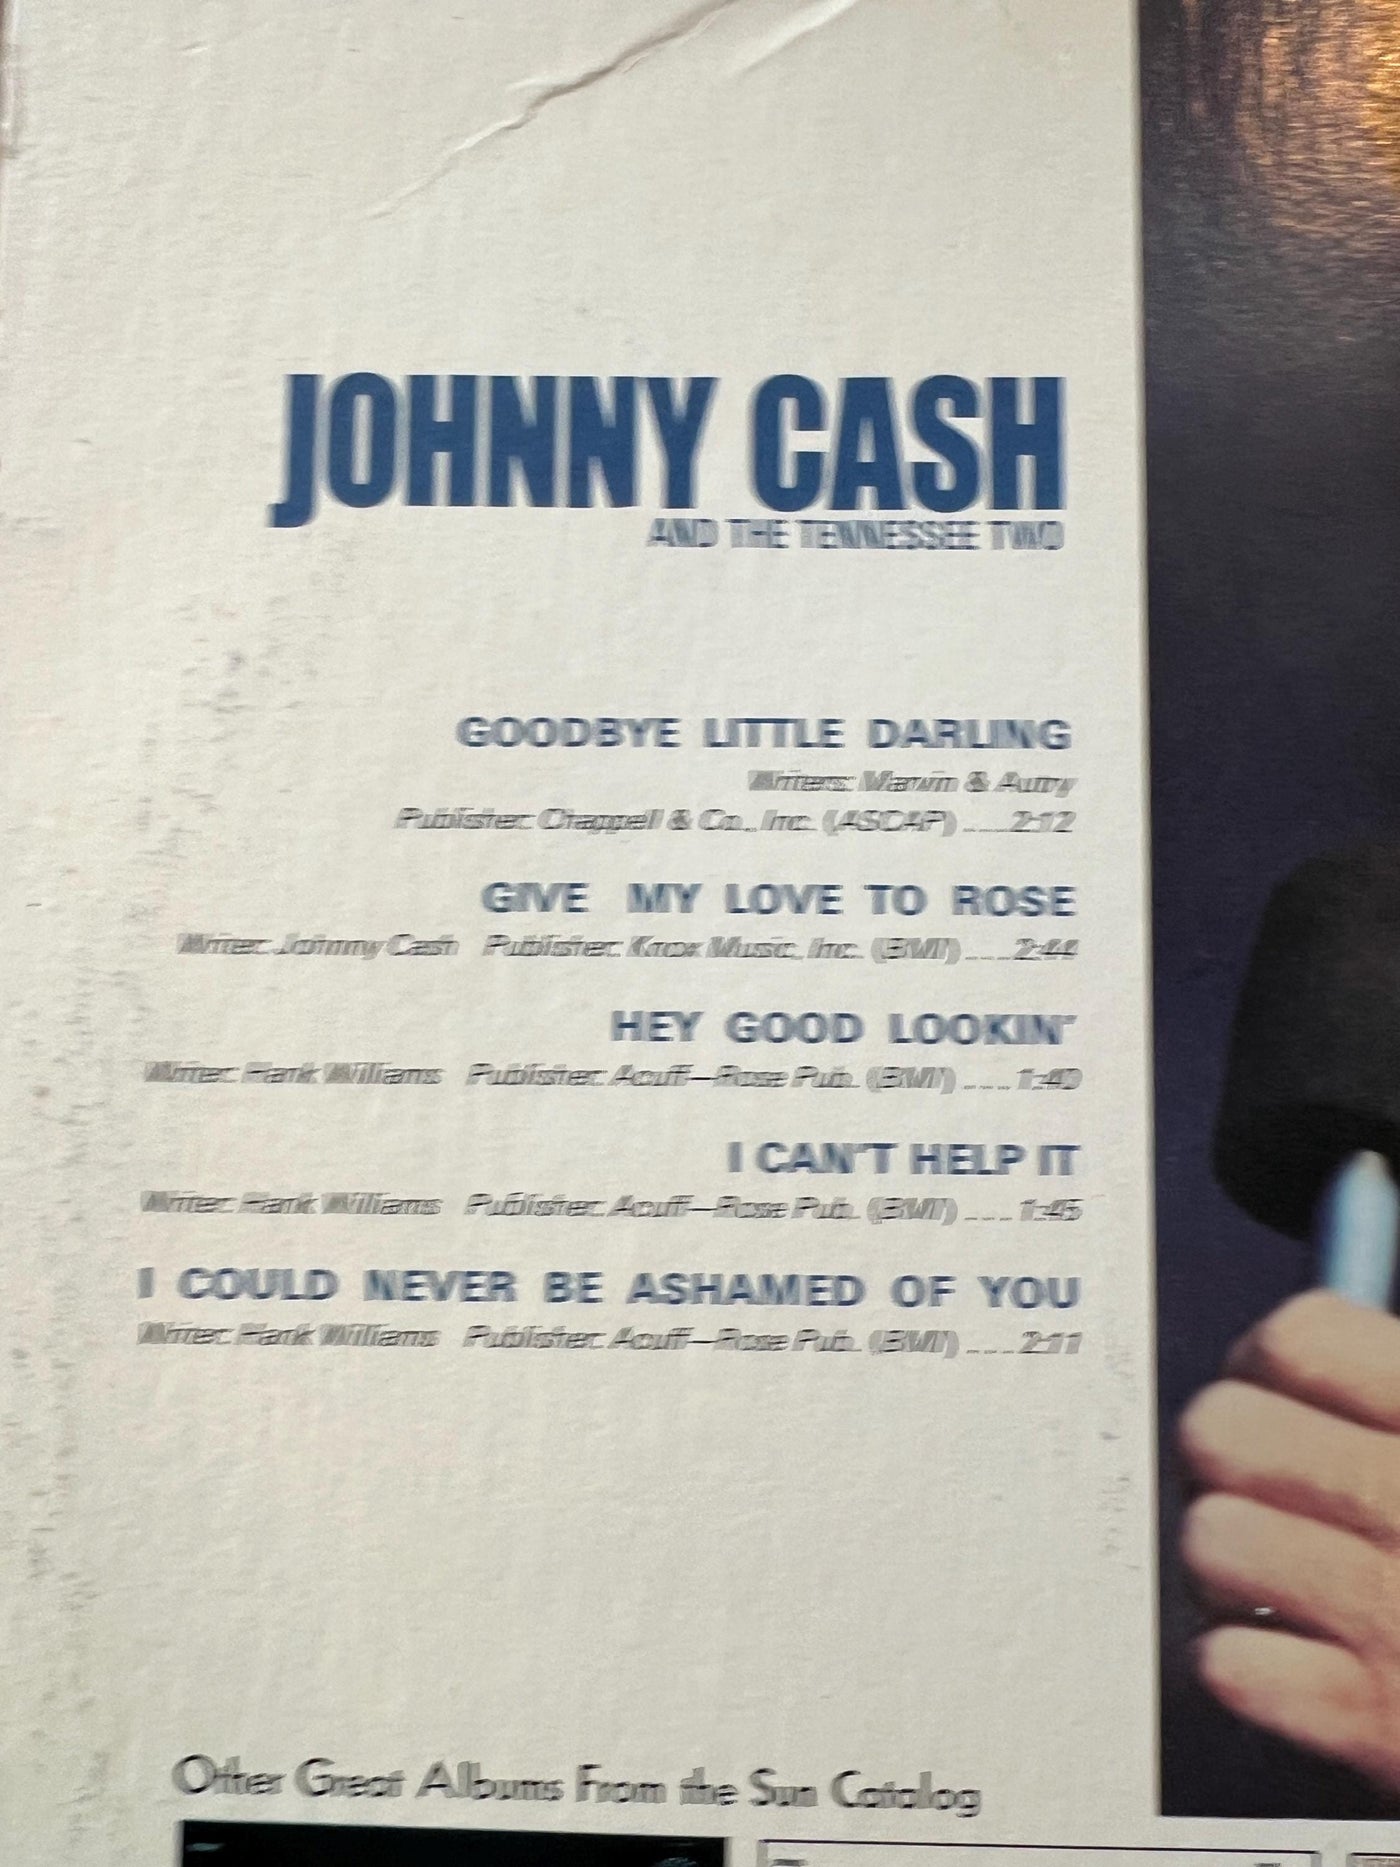 JOHNNY CASH
AND THE TENNESSEE TWO
GOODBYE LITTLE DARLING
Writers: Marvin & Autry
Publisher: Chappell & Co., Inc. (ASCAP) ....2:12
GIVE MY LOVE TO ROSE
Writer: Johnny Cash Publisher: Knox Music, Inc. (BMI) ....2:44
HEY GOOD LOOKIN'
Writer: Hank Williams Publisher: Acuff—Rose Pub. (BMI) ....1:40
I CAN'T HELP IT
Writer: Hank Williams Publisher: Acuff—Rose Pub. (BMI) ....1:45
I COULD NEVER BE ASHAMED OF YOU
Writer: Hank Williams Publisher: Acuff—Rose Pub. (BMI) ....2:11
Other Great Albums From the Sun Catalog